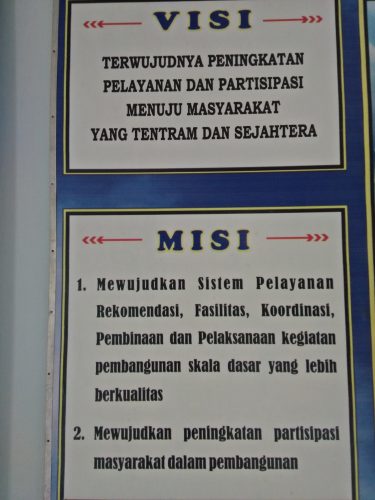 VISI
TERWUJUDNYA PENINGKATAN
PELAYANAN DAN PARTISIPASI
MENUJU MASYARAKAT
YANG TENTRAM DAN SEJAHTERA
MISI
1. Mewujudkan Sistem Pelayanan
Rekomendasi, Fasilitas, Koordinasi,
Pembinaan dan Pelaksanaan kegiatan
pembangunan skala dasar yang lebih
berkualitas
2. Mewujudkan peningkatan partisipasi
masyarakat dalam pembangunan